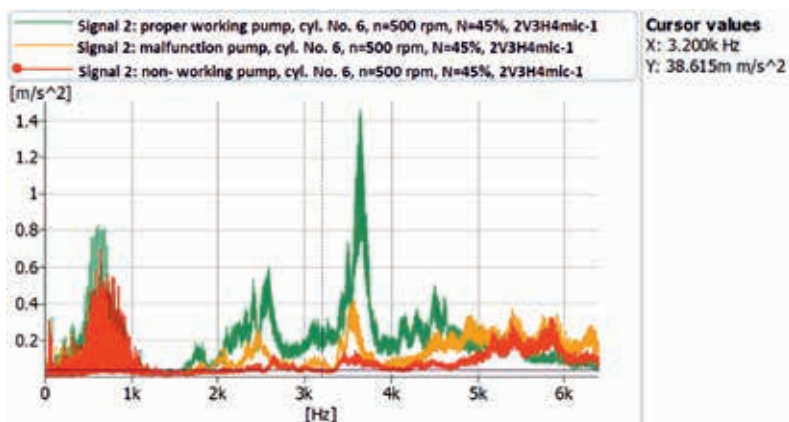 Signal 2: proper working pump, cyl. No. 6, n=500 rpm, N=45%, 2V3H4mic-1
Signal 2: malfunction pump, cyl. No. 6, n=500 rpm, N=45%, 2V3H4mic-1
Signal 2: non- working pump, cyl. No. 6, n=500 rpm, N=45%, 2V3H4mic-1
Cursor values
X: 3.200k Hz
Y: 38.615m m/s^2
[m/s^2]
1.4
1.2
1
0.8
0.6
0.4
0.2
0 1k 2k 3k 4k 5k 6k
[Hz]